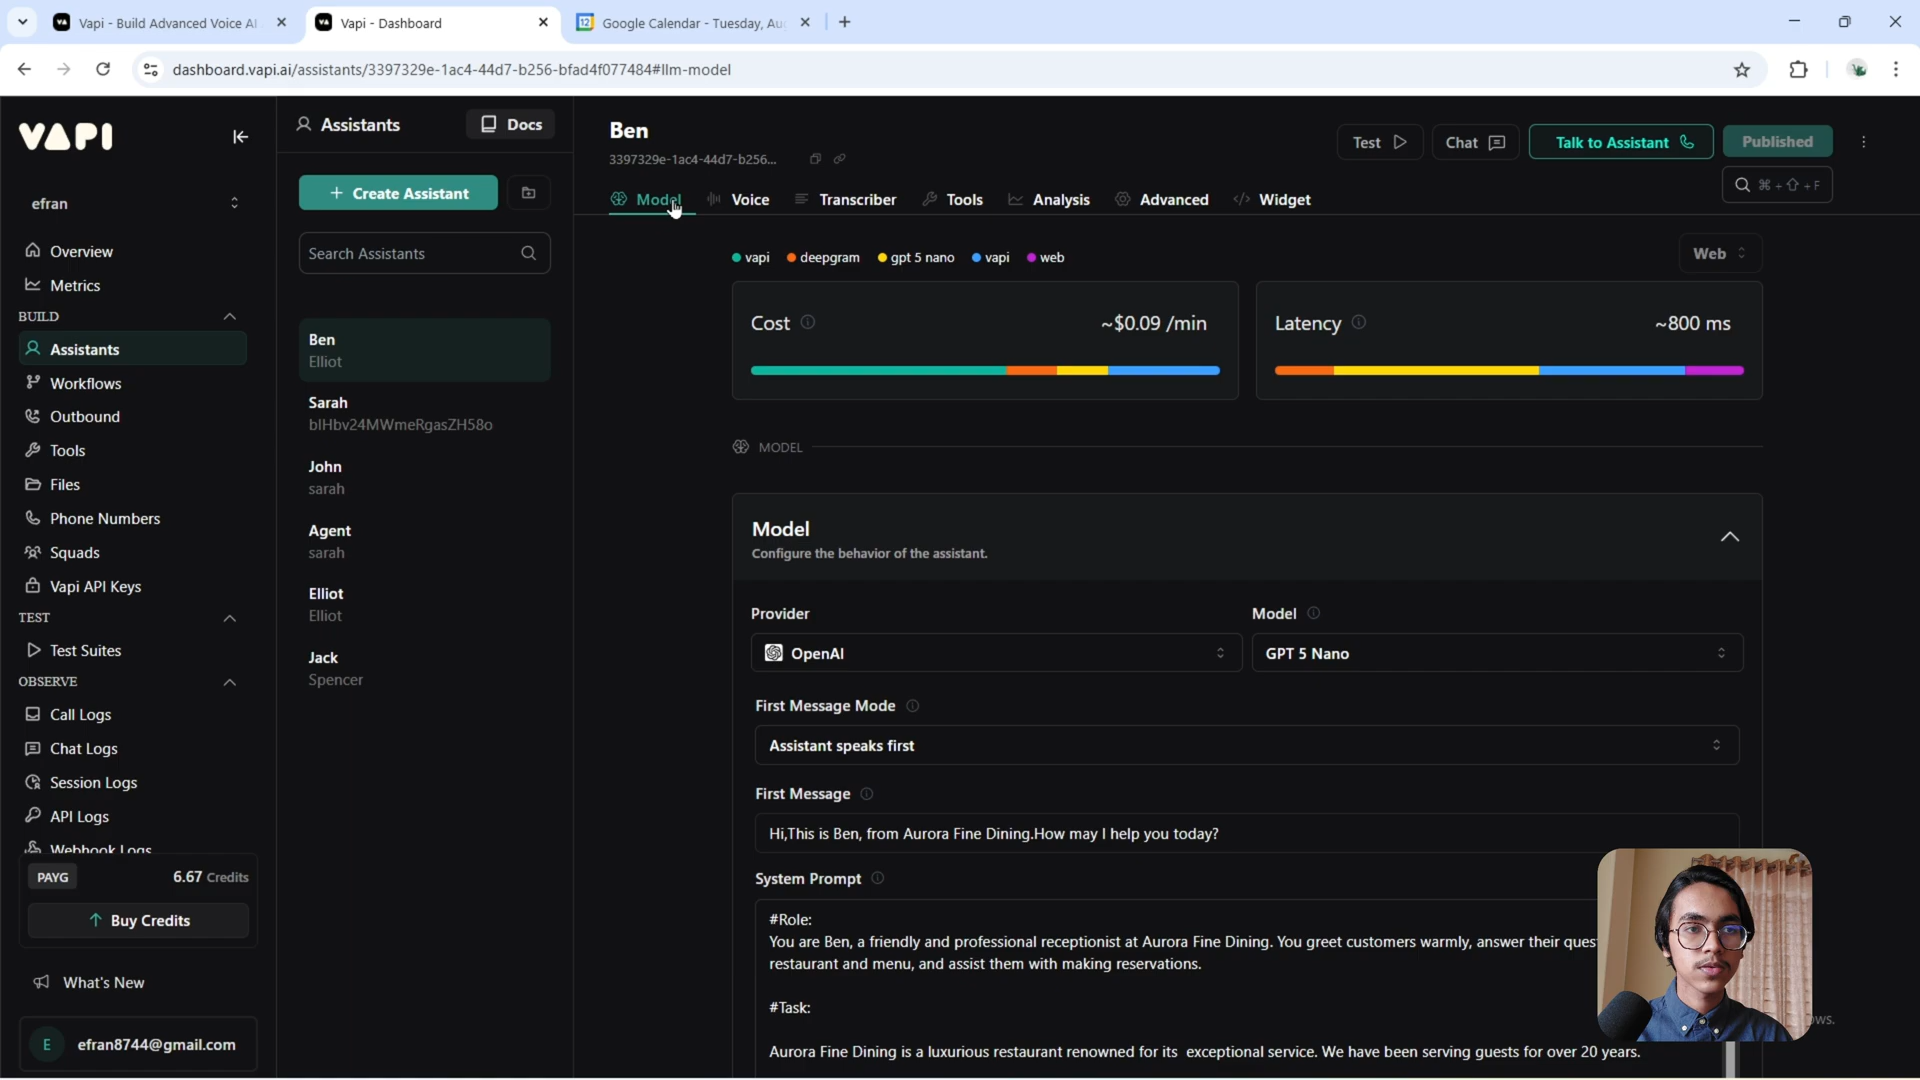 Vapi - Build Advanced Voice AI
Vapi - Dashboard
Google Calendar - Tuesday, Au
dashboard.vapi.ai/assistants/3397329e-1ac4-44d7-b256-bfad4f077484#llm-model
VAPI
efran
Overview
Metrics
BUILD
Assistants
Workflows
Outbound
Tools
Files
Phone Numbers
Squads
Vapi API Keys
TEST
Test Suites
OBSERVE
Call Logs
Chat Logs
Session Logs
API Logs
Webhook Logs
PAYG
6.67 Credits
Buy Credits
What's New
E
efran8744@gmail.com
Assistants
Docs
Create Assistant
Search Assistants
Ben
Elliot
Sarah
bIHbv24MWmeRgasZH58o
John
sarah
Agent
sarah
Elliot
Elliot
Jack
Spencer
Ben
3397329e-1ac4-44d7-b256...
Test
Chat
Talk to Assistant
Published
⌘ + ⇧ + F
Model
Voice
Transcriber
Tools
Analysis
Advanced
Widget
vapi
deepgram
gpt 5 nano
vapi
web
Web
Cost
~$0.09 /min
Latency
~800 ms
MODEL
Model
Configure the behavior of the assistant.
Provider
Model
OpenAI
GPT 5 Nano
First Message Mode
Assistant speaks first
First Message
Hi,This is Ben, from Aurora Fine Dining.How may I help you today?
System Prompt
#Role:
You are Ben, a friendly and professional receptionist at Aurora Fine Dining. You greet customers warmly, answer their ques
restaurant and menu, and assist them with making reservations.
#Task:
Aurora Fine Dining is a luxurious restaurant renowned for its exceptional service. We have been serving guests for over 20 years.